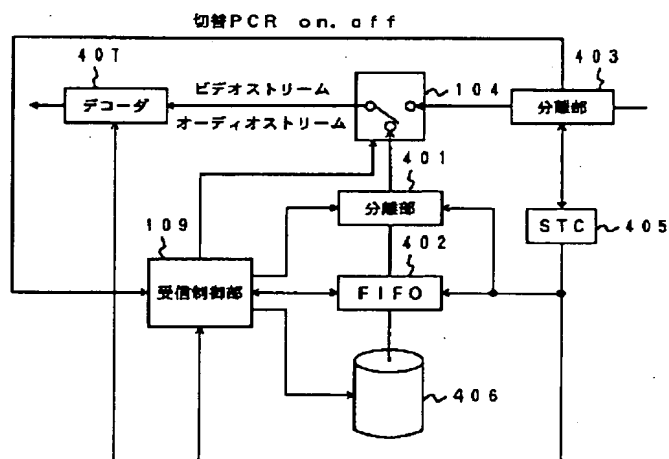 切替PCR on. off
407
デコーダ
ビデオストリーム
オーディオストリーム
104
403
分離部
401
分離部
STC
405
109
受信制御部
402
FIFO
406